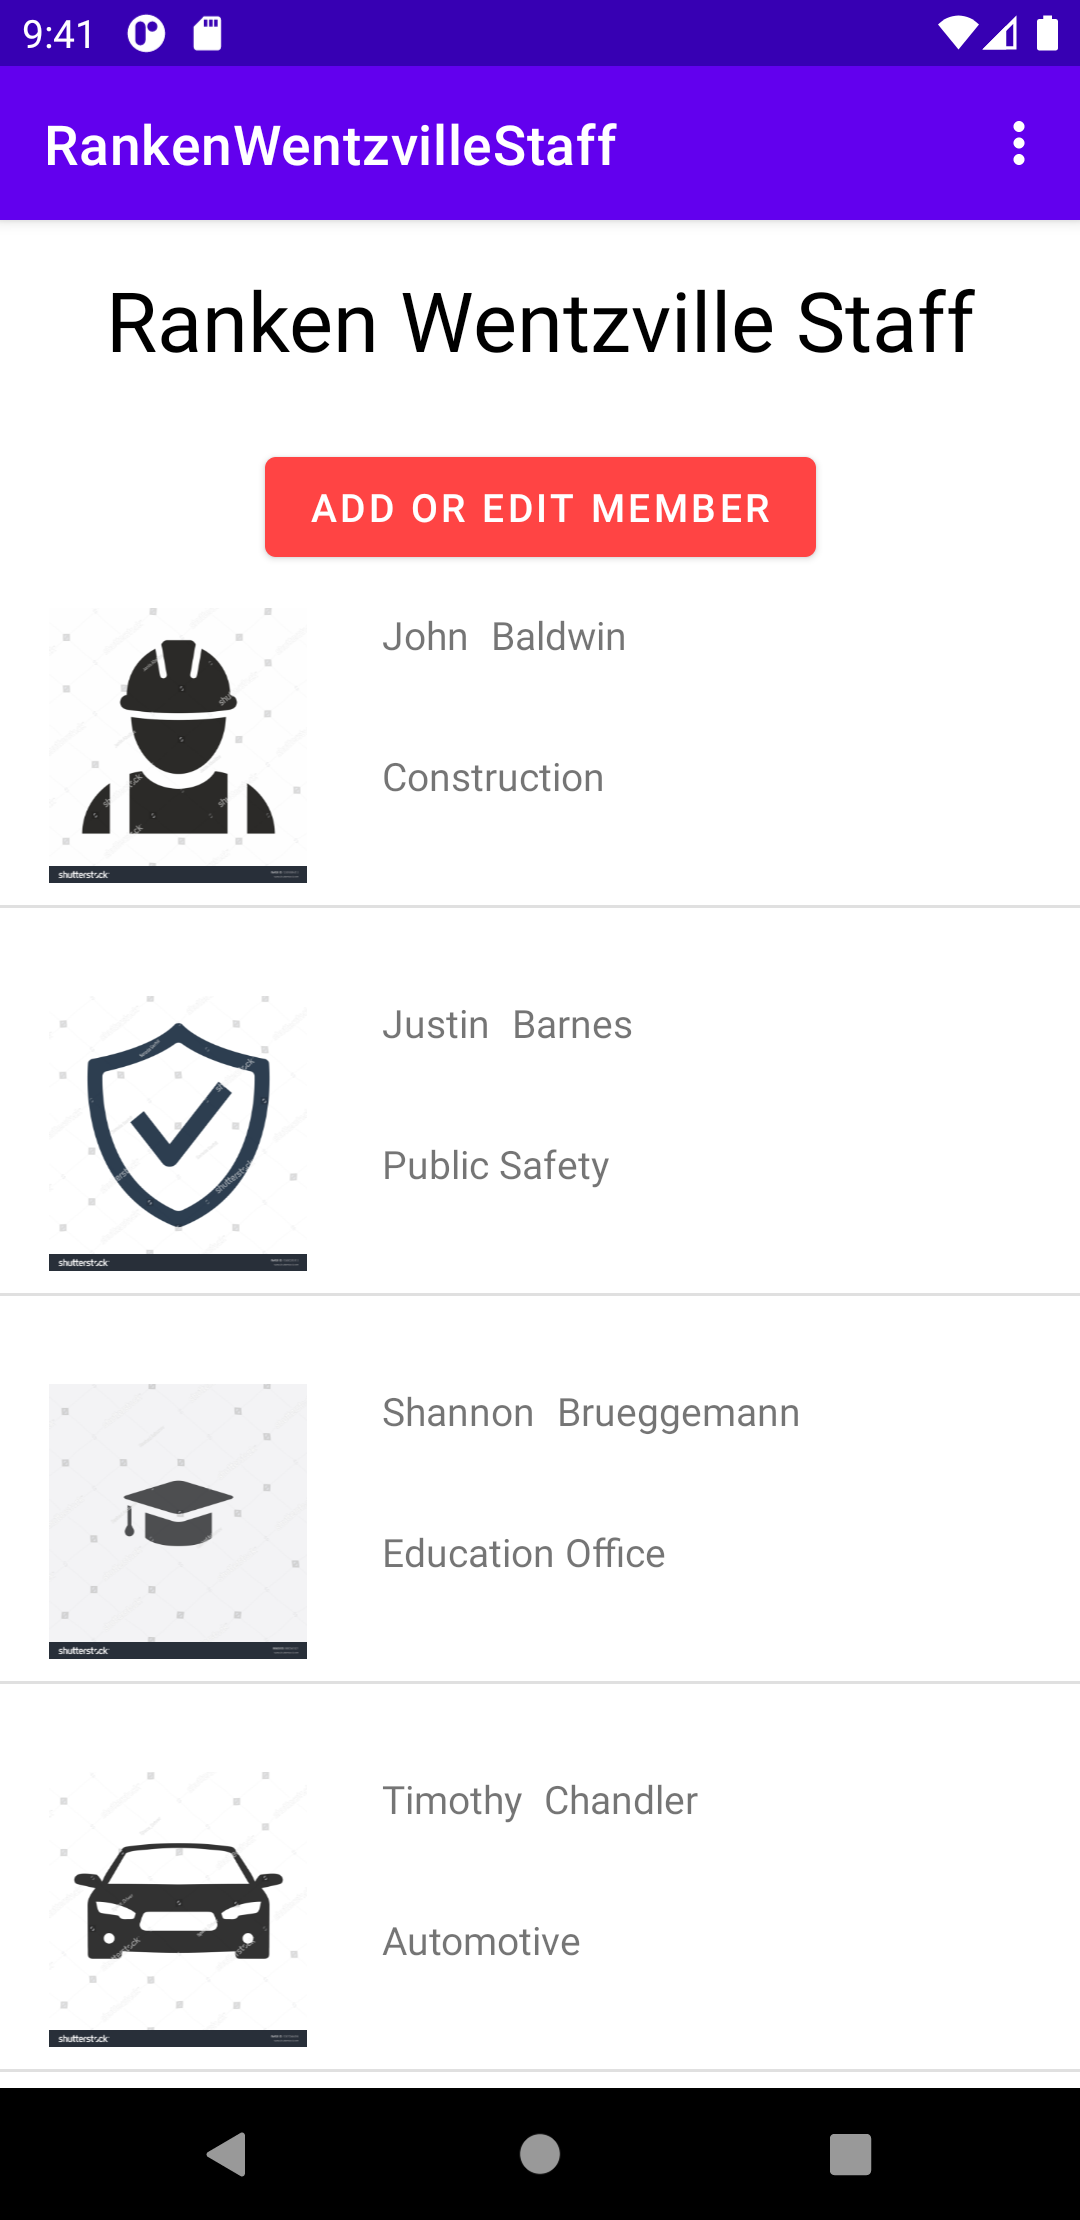 9:41
RankenWentzvilleStaff
Ranken Wentzville Staff
ADD OR EDIT MEMBER
John Baldwin
Construction
shutterstock
Justin Barnes
Public Safety
shutterstock
Shannon Brueggemann
Education Office
shutterstock
Timothy Chandler
Automotive
shutterstock